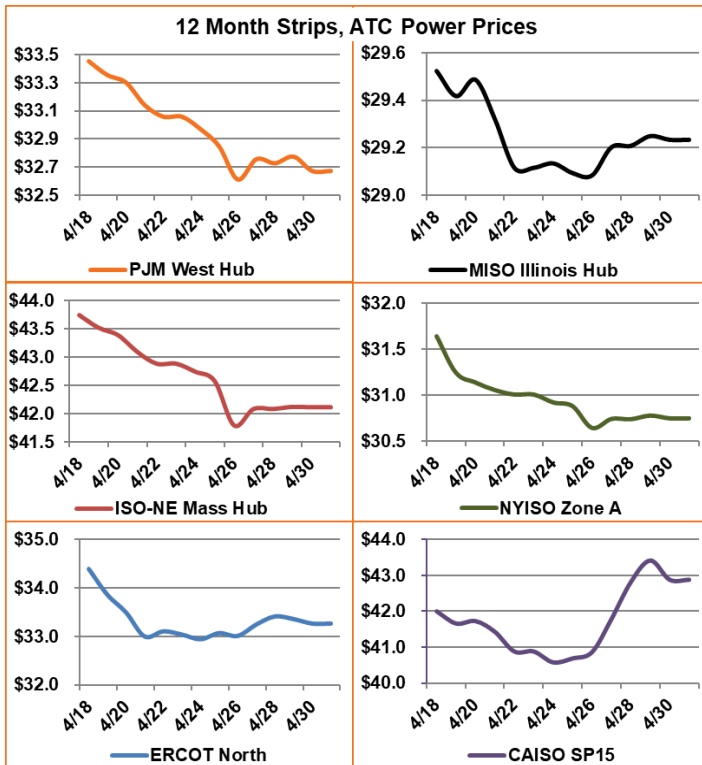 12 Month Strips, ATC Power Prices
$33.5
$33.3
$33.1
$32.9
$32.7
$32.5
4/18 4/20 4/22 4/24 4/26 4/28 4/30
PJM West Hub
$29.6
$29.4
$29.2
$29.0
4/18 4/20 4/22 4/24 4/26 4/28 4/30
MISO Illinois Hub
$44.0
$43.5
$43.0
$42.5
$42.0
$41.5
4/18 4/20 4/22 4/24 4/26 4/28 4/30
ISO-NE Mass Hub
$32.0
$31.5
$31.0
$30.5
4/18 4/20 4/22 4/24 4/26 4/28 4/30
NYISO Zone A
$35.0
$34.0
$33.0
$32.0
4/18 4/20 4/22 4/24 4/26 4/28 4/30
ERCOT North
$44.0
$43.0
$42.0
$41.0
$40.0
4/18 4/20 4/22 4/24 4/26 4/28 4/30
CAISO SP15